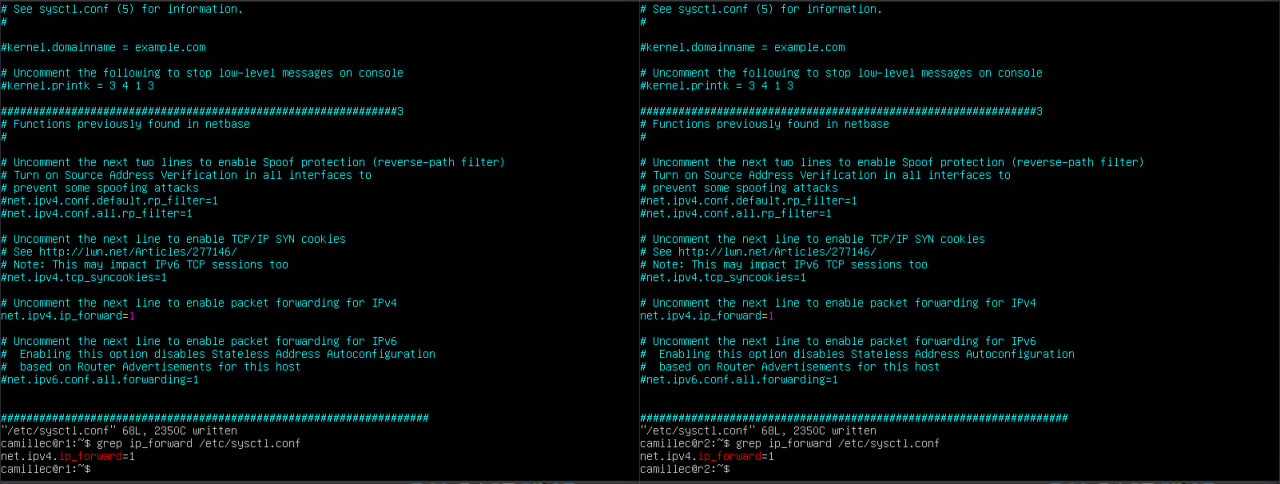 # See sysctl.conf (5) for information.
#
#kernel.domainname = example.com
# Uncomment the following to stop low-level messages on console
#kernel.printk = 3 4 1 3
##############################################################3
# Functions previously found in netbase
#
# Uncomment the next two lines to enable Spoof protection (reverse-path filter)
# Turn on Source Address Verification in all interfaces to
# prevent some spoofing attacks
#net.ipv4.conf.default.rp_filter=1
#net.ipv4.conf.all.rp_filter=1
# Uncomment the next line to enable TCP/IP SYN cookies
# See http://lwn.net/Articles/277146/
# Note: This may impact IPv6 TCP sessions too
#net.ipv4.tcp_syncookies=1
# Uncomment the next line to enable packet forwarding for IPv4
net.ipv4.ip_forward=1
# Uncomment the next line to enable packet forwarding for IPv6
#  Enabling this option disables Stateless Address Autoconfiguration
#  based on Router Advertisements for this host
#net.ipv6.conf.all.forwarding=1
###################################################################
"/etc/sysctl.conf" 68L, 2350C written
camillec@r1:~$ grep ip_forward /etc/sysctl.conf
net.ipv4.ip_forward=1
camillec@r1:~$
# See sysctl.conf (5) for information.
#
#kernel.domainname = example.com
# Uncomment the following to stop low-level messages on console
#kernel.printk = 3 4 1 3
##############################################################3
# Functions previously found in netbase
#
# Uncomment the next two lines to enable Spoof protection (reverse-path filter)
# Turn on Source Address Verification in all interfaces to
# prevent some spoofing attacks
#net.ipv4.conf.default.rp_filter=1
#net.ipv4.conf.all.rp_filter=1
# Uncomment the next line to enable TCP/IP SYN cookies
# See http://lwn.net/Articles/277146/
# Note: This may impact IPv6 TCP sessions too
#net.ipv4.tcp_syncookies=1
# Uncomment the next line to enable packet forwarding for IPv4
net.ipv4.ip_forward=1
# Uncomment the next line to enable packet forwarding for IPv6
#  Enabling this option disables Stateless Address Autoconfiguration
#  based on Router Advertisements for this host
#net.ipv6.conf.all.forwarding=1
###################################################################
"/etc/sysctl.conf" 68L, 2350C written
camillec@r2:~$ grep ip_forward /etc/sysctl.conf
net.ipv4.ip_forward=1
camillec@r2:~$